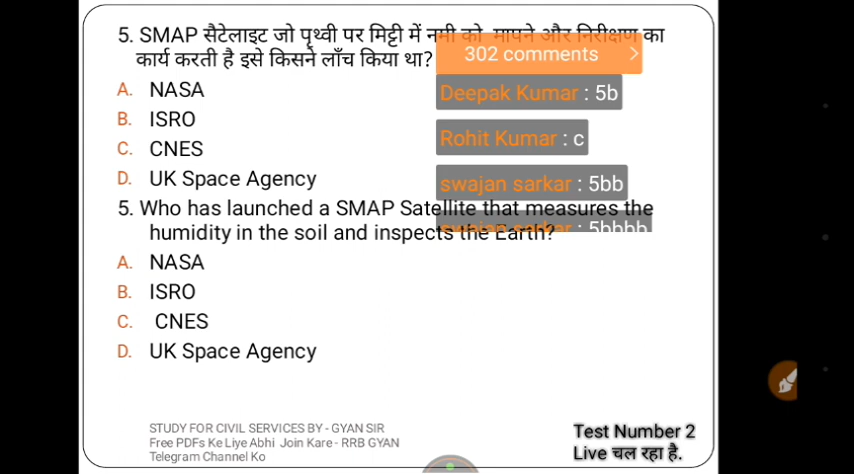 5. SMAP सैटेलाइट जो पृथ्वी पर मिट्टी में नमी को मापने और निरीक्षण का
कार्य करती है इसे किसने लाँच किया था?
302 comments >
A. NASA
Deepak Kumar : 5b
B. ISRO
Rohit Kumar : c
C. CNES
D. UK Space Agency
swajan sarkar : 5bb
5. Who has launched a SMAP Satellite that measures the
swajan sarkar : 5bbbb
humidity in the soil and inspects the Earth?
A. NASA
B. ISRO
C. CNES
D. UK Space Agency
STUDY FOR CIVIL SERVICES BY - GYAN SIR
Free PDFs Ke Liye Abhi Join Kare - RRB GYAN
Telegram Channel Ko
Test Number 2
Live चल रहा है.